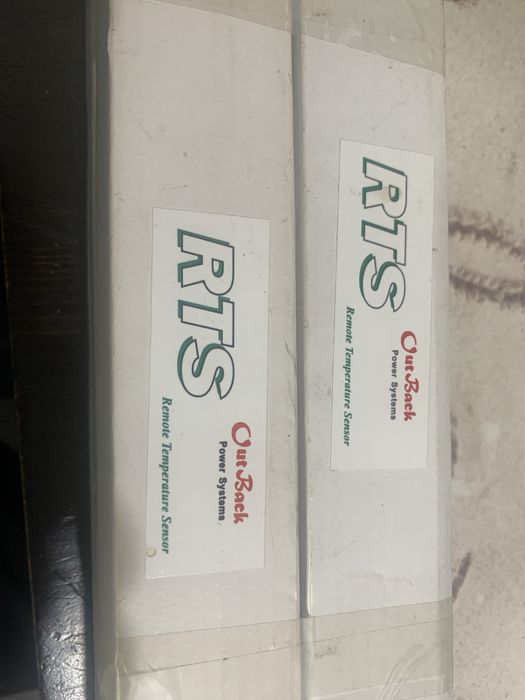 RTS
OutBack
Power Systems
Remote Temperature Sensor
RTS
OutBack
Power Systems
Remote Temperature Sensor